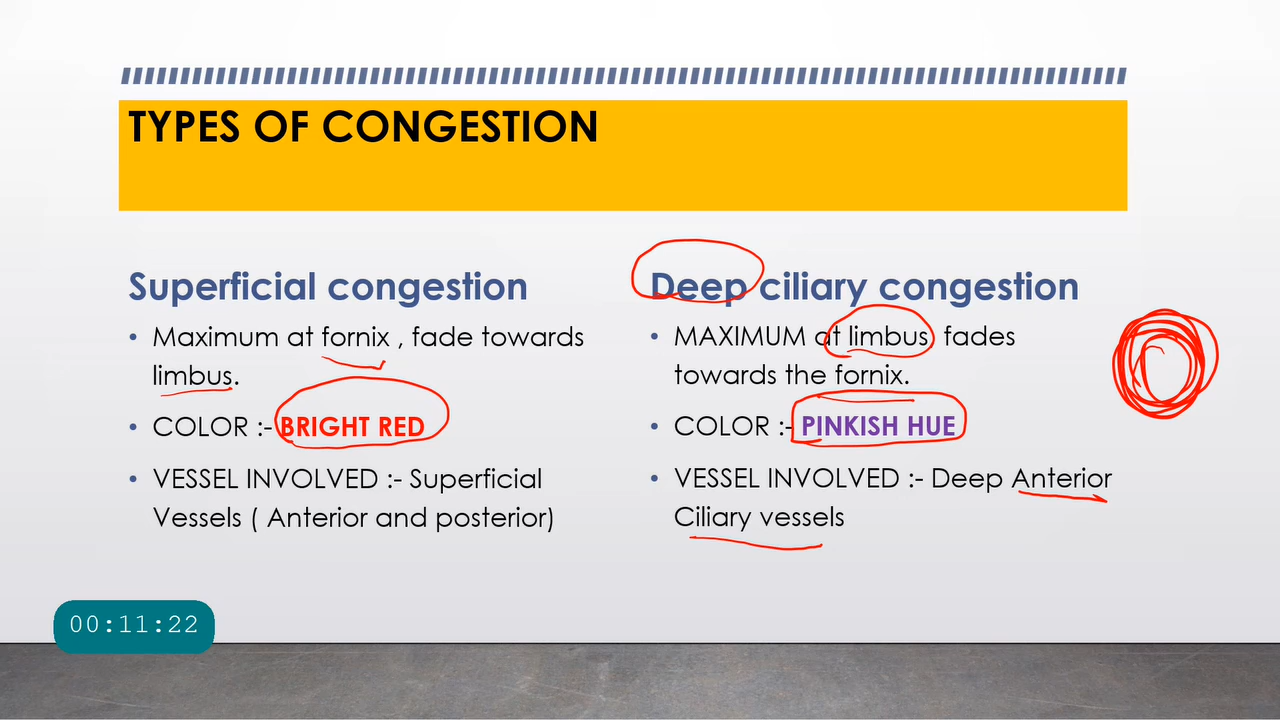 TYPES OF CONGESTION
Superficial congestion
• Maximum at fornix , fade towards
limbus.
• COLOR :- BRIGHT RED
• VESSEL INVOLVED :- Superficial
Vessels ( Anterior and posterior)
Deep ciliary congestion
• MAXIMUM at limbus fades
towards the fornix.
• COLOR :- PINKISH HUE
• VESSEL INVOLVED :- Deep Anterior
Ciliary vessels
00:11:22